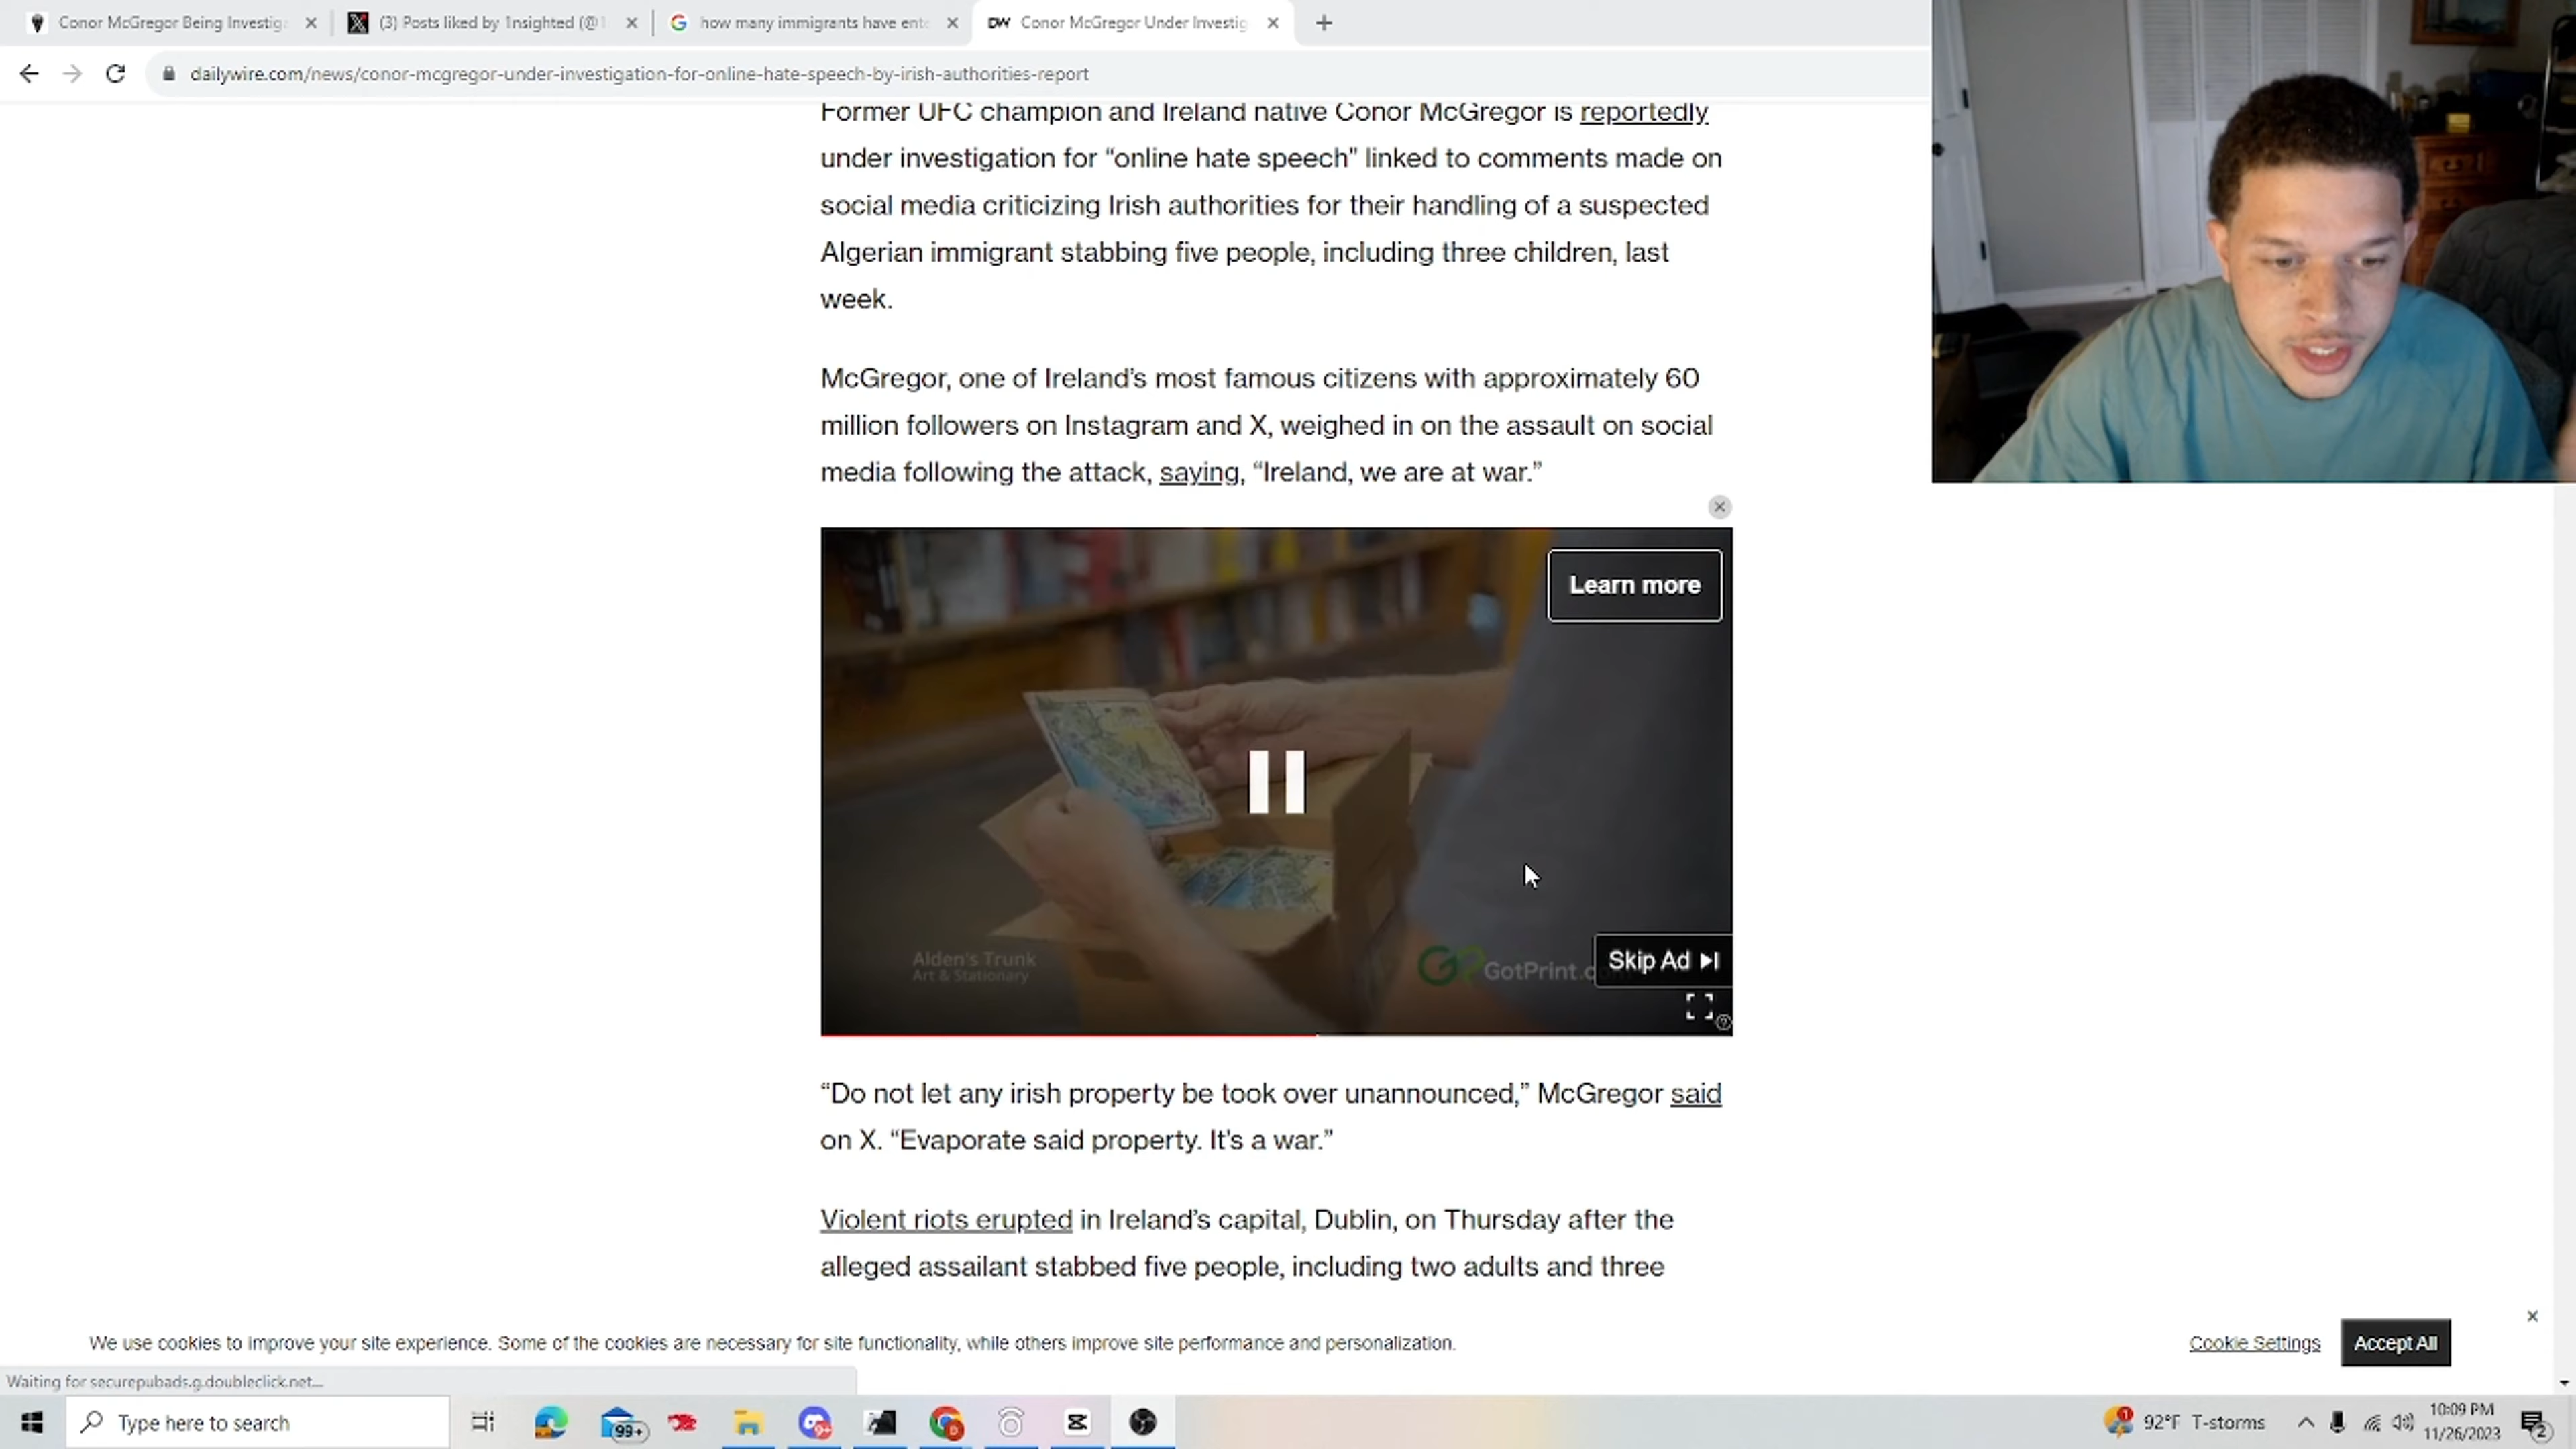 Conor McGregor Being Investig
(3) Posts liked by 1nsighted (@1
how many immigrants have ente
DW Conor McGregor Under Investig
dailywire.com/news/conor-mcgregor-under-investigation-for-online-hate-speech-by-irish-authorities-report
Former UFC champion and Ireland native Conor McGregor is reportedly
under investigation for “online hate speech” linked to comments made on
social media criticizing Irish authorities for their handling of a suspected
Algerian immigrant stabbing five people, including three children, last
week.
McGregor, one of Ireland’s most famous citizens with approximately 60
million followers on Instagram and X, weighed in on the assault on social
media following the attack, saying, “Ireland, we are at war.”
Learn more
Alden's Trunk
Art & Stationary
GotPrint.c
Skip Ad
“Do not let any irish property be took over unannounced,” McGregor said
on X. “Evaporate said property. It’s a war.”
Violent riots erupted in Ireland’s capital, Dublin, on Thursday after the
alleged assailant stabbed five people, including two adults and three
We use cookies to improve your site experience. Some of the cookies are necessary for site functionality, while others improve site performance and personalization.
Cookie Settings
Accept All
Waiting for securepubads.g.doubleclick.net...
Type here to search
99+
92°F T-storms
10:09 PM
11/26/2023
2